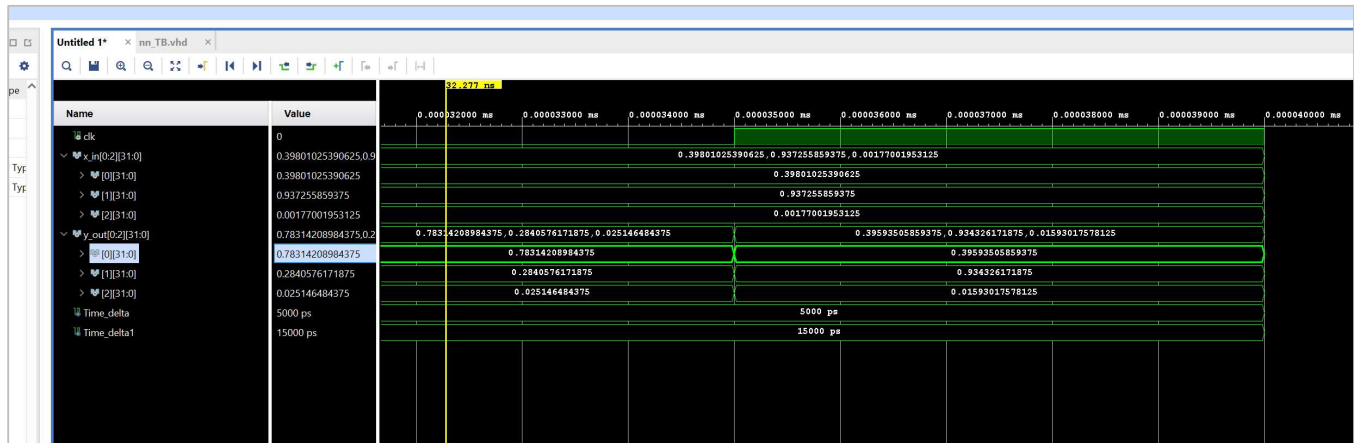 Untitled 1* × nn_TB.vhd ×
pe
Typ
Typ
Name Value
32.277 ns
0.000032000 ms 0.000033000 ms 0.000034000 ms 0.000035000 ms 0.000036000 ms 0.000037000 ms 0.000038000 ms 0.000039000 ms 0.000040000 ms
clk 0
x_in[0:2][31:0] 0.39801025390625,0.9 0.39801025390625,0.937255859375,0.00177001953125
[0][31:0] 0.39801025390625 0.39801025390625
[1][31:0] 0.937255859375 0.937255859375
[2][31:0] 0.00177001953125 0.00177001953125
y_out[0:2][31:0] 0.78314208984375,0.2 0.78314208984375,0.2840576171875,0.025146484375 0.39593505859375,0.934326171875,0.01593017578125
[0][31:0] 0.78314208984375 0.78314208984375 0.39593505859375
[1][31:0] 0.2840576171875 0.2840576171875 0.934326171875
[2][31:0] 0.025146484375 0.025146484375 0.01593017578125
Time_delta 5000 ps 5000 ps
Time_delta1 15000 ps 15000 ps